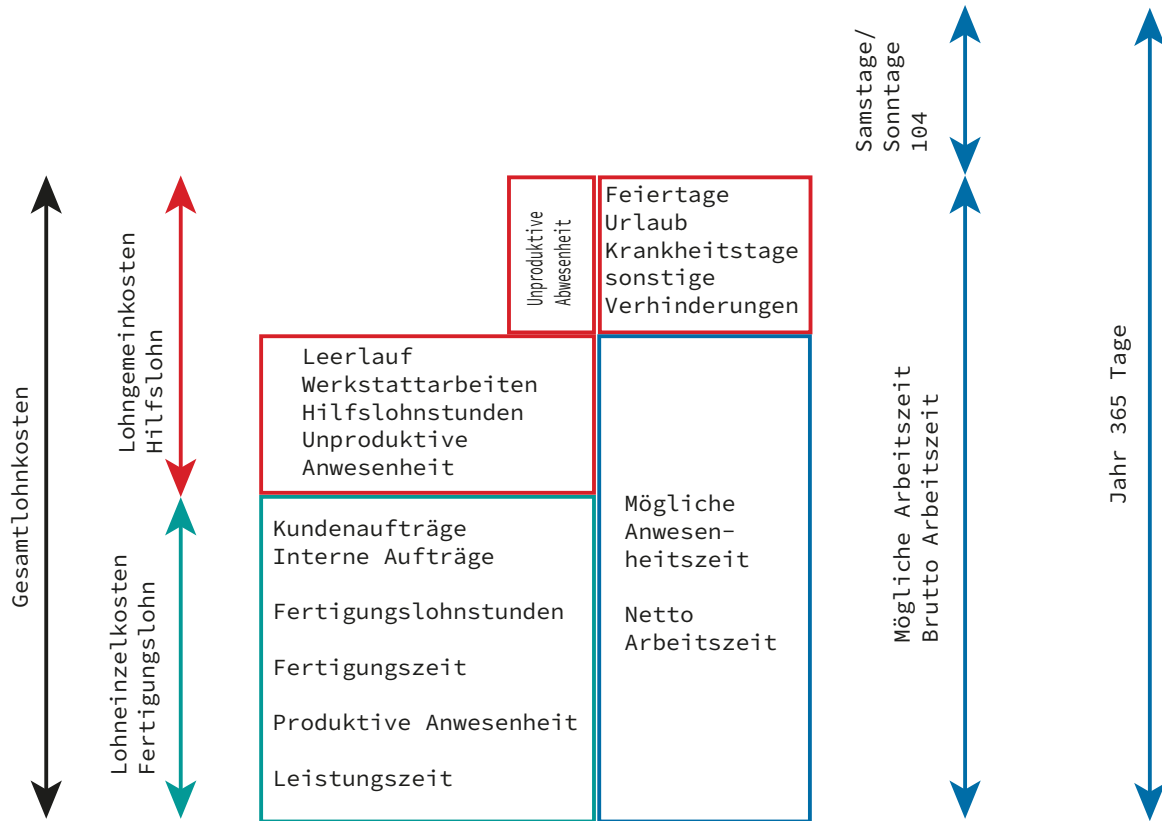 Gesamtlohnkosten
Lohngemeinkosten
Hilfslohn
Lohneinzelkosten
Fertigungslohn
Unproduktive
Abwesenheit
Feiertage
Urlaub
Krankheitstage
sonstige
Verhinderungen
Leerlauf
Werkstattarbeiten
Hilfslohnstunden
Unproduktive
Anwesenheit
Kundenaufträge
Interne Aufträge
Fertigungslohnstunden
Fertigungszeit
Produktive Anwesenheit
Leistungszeit
Mögliche
Anwesen-
heitszeit
Netto
Arbeitszeit
Samstage/
Sonntage
104
Mögliche Arbeitszeit
Brutto Arbeitszeit
Jahr 365 Tage